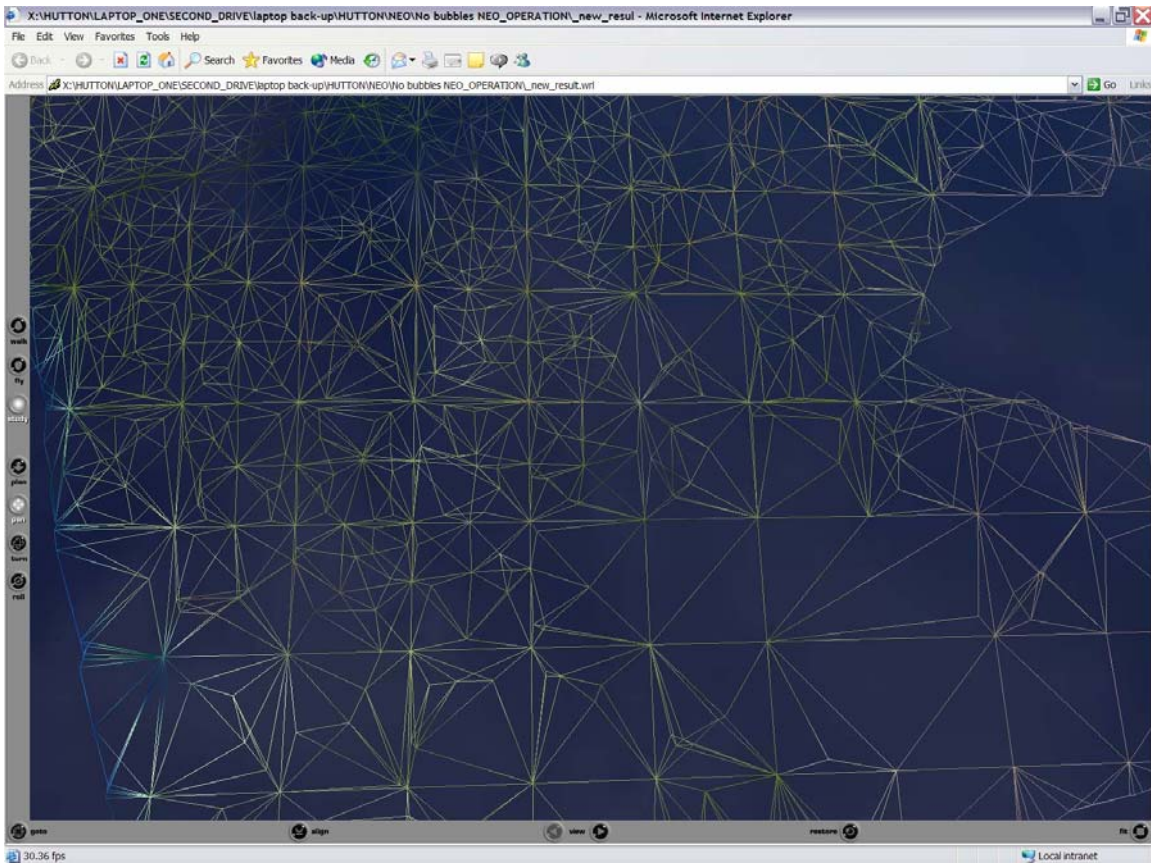 X:\HUTTON\LAPTOP_ONE\SECOND_DRIVE\laptop back-up\HUTTON\NEO\No bubbles NEO_OPERATION\_new_resul - Microsoft Internet Explorer
File Edit View Favorites Tools Help
Back Search Favorites Media
Address X:\HUTTON\LAPTOP_ONE\SECOND_DRIVE\laptop back-up\HUTTON\NEO\No bubbles NEO_OPERATION\_new_result.wrl Go Links
walk
fly
study
plan
pan
turn
roll
goto align view restore fit
30.36 fps Local intranet